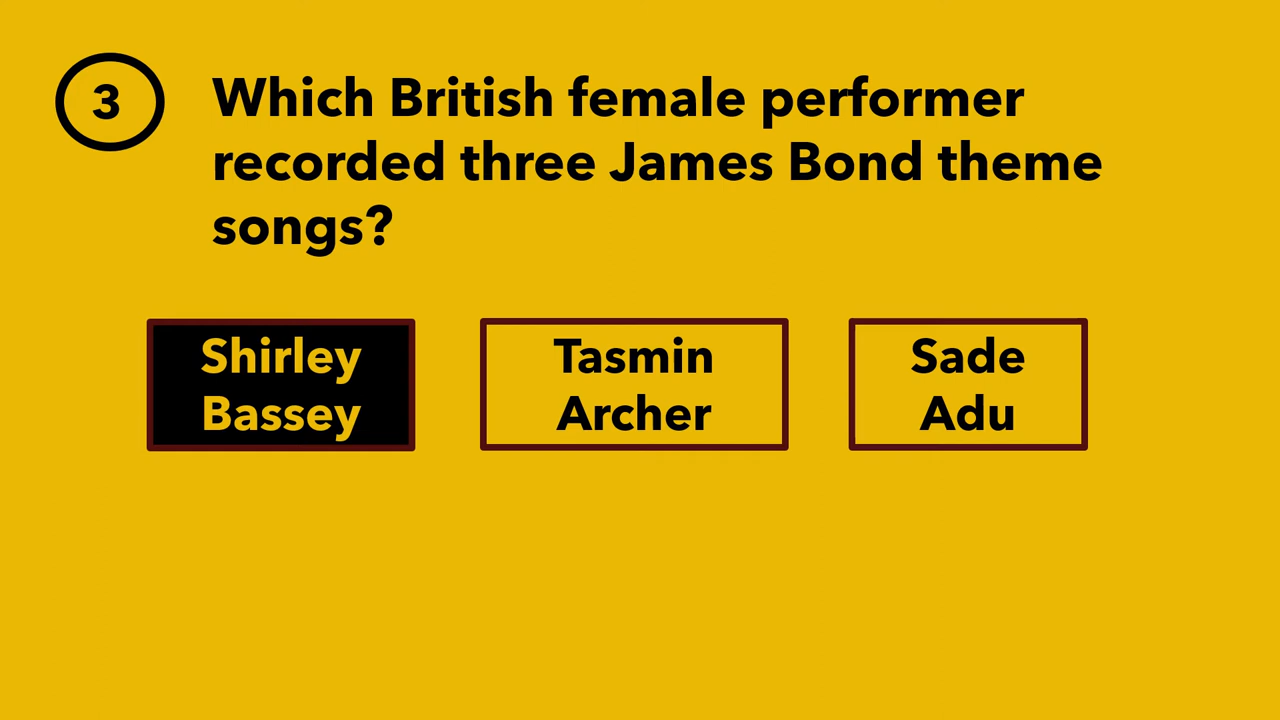 3
Which British female performer
recorded three James Bond theme
songs?
Shirley
Bassey
Tasmin
Archer
Sade
Adu